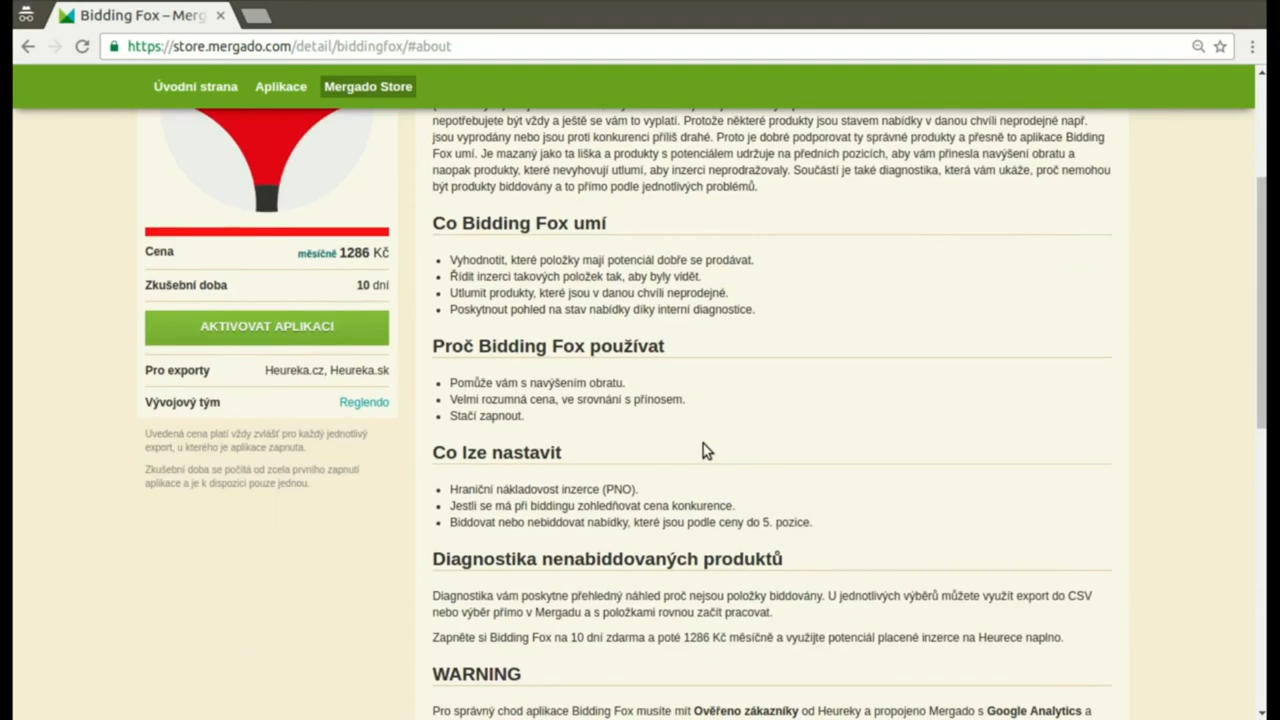 Bidding Fox – Merg
https://store.mergado.com/detail/biddingfox/#about
Úvodní strana Aplikace Mergado Store
nepotřebujete být vždy a ještě se vám to vyplatí. Protože některé produkty jsou stavem nabídky v danou chvíli neprodejné např.
jsou vyprodány nebo jsou proti konkurenci příliš drahé. Proto je dobré podporovat ty správné produkty a přesně to aplikace Bidding
Fox umí. Je mazaný jako ta liška a produkty s potenciálem udržuje na předních pozicích, aby vám přinesla navýšení obratu a
naopak produkty, které nevyhovují utlumí, aby inzerci neprodražovaly. Součástí je také diagnostika, která vám ukáže, proč nemohou
být produkty biddovány a to přímo podle jednotlivých problémů.
Cena měsíčně 1286 Kč
Zkušební doba 10 dní
AKTIVOVAT APLIKACI
Pro exporty Heureka.cz, Heureka.sk
Vývojový tým Reglendo
Uvedená cena platí vždy zvlášť pro každý jednotlivý
export, u kterého je aplikace zapnuta.
Zkušební doba se počítá od zcela prvního zapnutí
aplikace a je k dispozici pouze jednou.
Co Bidding Fox umí
Vyhodnotit, které položky mají potenciál dobře se prodávat.
Řídit inzerci takových položek tak, aby byly vidět.
Utlumit produkty, které jsou v danou chvíli neprodejné.
Poskytnout pohled na stav nabídky díky interní diagnostice.
Proč Bidding Fox používat
Pomůže vám s navýšením obratu.
Velmi rozumná cena, ve srovnání s přínosem.
Stačí zapnout.
Co lze nastavit
Hraniční nákladovost inzerce (PNO).
Jestli se má při biddingu zohledňovat cena konkurence.
Biddovat nebo nebiddovat nabídky, které jsou podle ceny do 5. pozice.
Diagnostika nenabiddovaných produktů
Diagnostika vám poskytne přehledný náhled proč nejsou položky biddovány. U jednotlivých výběrů můžete využít export do CSV
nebo výběr přímo v Mergadu a s položkami rovnou začít pracovat.
Zapněte si Bidding Fox na 10 dní zdarma a poté 1286 Kč měsíčně a využijte potenciál placené inzerce na Heurece naplno.
WARNING
Pro správný chod aplikace Bidding Fox musíte mít Ověřeno zákazníky od Heureky a propojeno Mergado s Google Analytics a